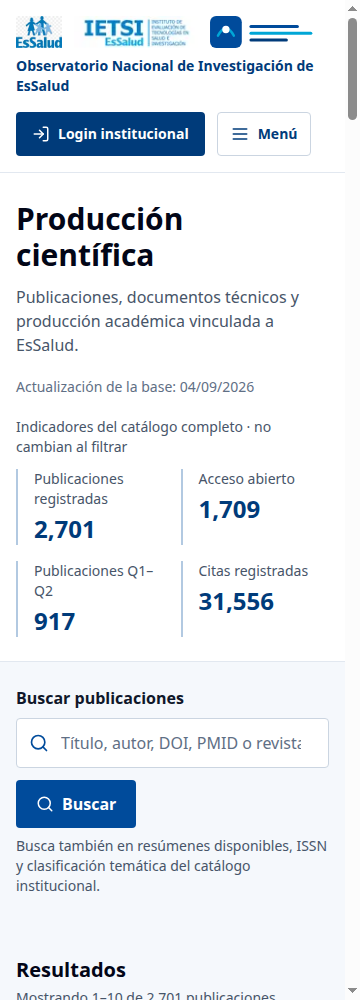 EsSalud
IETSI
EsSalud
INSTITUTO DE
EVALUACIÓN DE
TECNOLOGÍAS EN
SALUD E
INVESTIGACIÓN
Observatorio Nacional de Investigación de
EsSalud
Login institucional
Menú
Producción
científica
Publicaciones, documentos técnicos y
producción académica vinculada a
EsSalud.
Actualización de la base: 04/09/2026
Indicadores del catálogo completo · no
cambian al filtrar
Publicaciones
registradas
2,701
Acceso abierto
1,709
Publicaciones Q1–
Q2
917
Citas registradas
31,556
Buscar publicaciones
Título, autor, DOI, PMID o revista
Buscar
Busca también en resúmenes disponibles, ISSN
y clasificación temática del catálogo
institucional.
Resultados
Mostrando 1–10 de 2,701 publicaciones